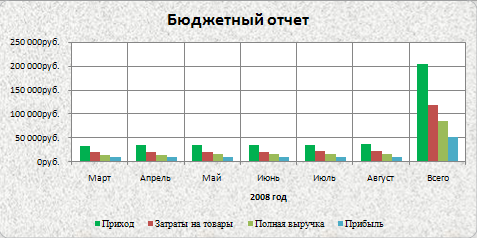 Бюджетный отчет
250 000руб.
200 000руб.
150 000руб.
100 000руб.
50 000руб.
0руб.
Март Апрель Май Июнь Июль Август Всего
2008 год
Приход Затраты на товары Полная выручка Прибыль